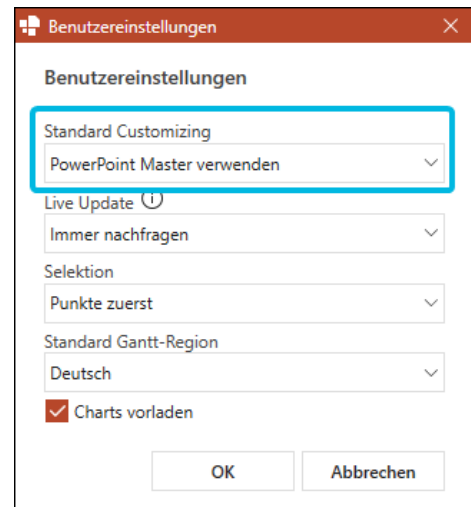 Benutzereinstellungen
Benutzereinstellungen
Standard Customizing
PowerPoint Master verwenden
Live Update
Immer nachfragen
Selektion
Punkte zuerst
Standard Gantt-Region
Deutsch
Charts vorladen
OK Abbrechen